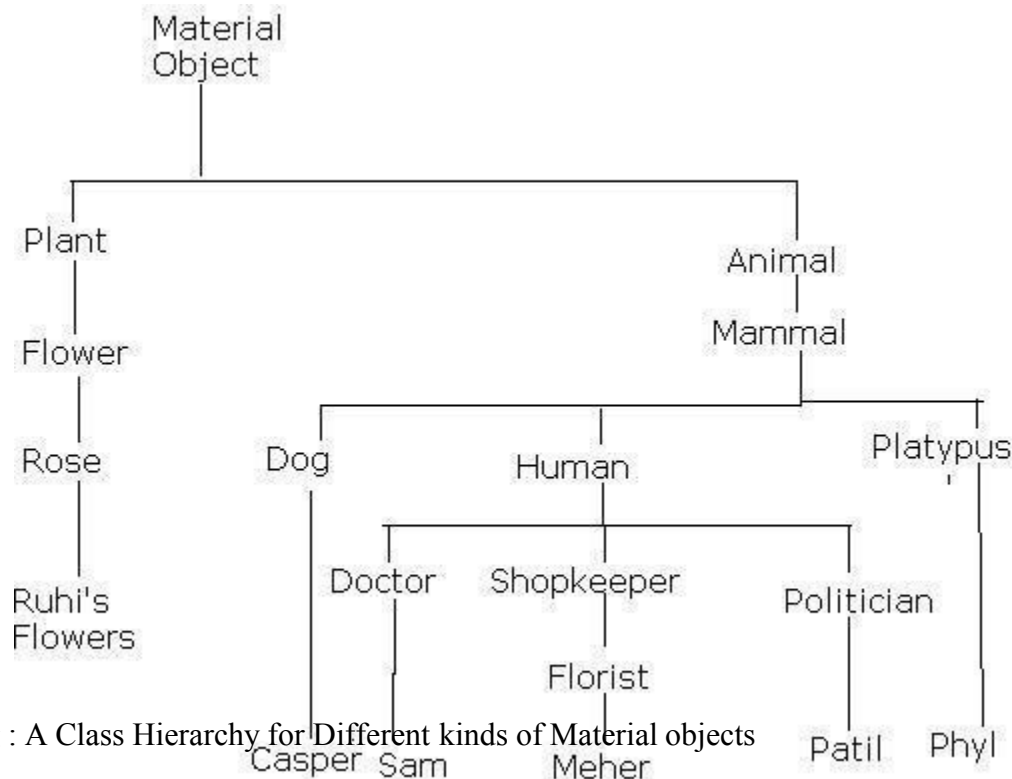 Material
Object
Plant
Animal
Mammal
Flower
Rose
Dog
Human
Platypus
Ruhi's
Flowers
Doctor
Shopkeeper
Politician
Florist
: A Class Hierarchy for Different kinds of Material objects
Casper
Sam
Meher
Patil
Phyl